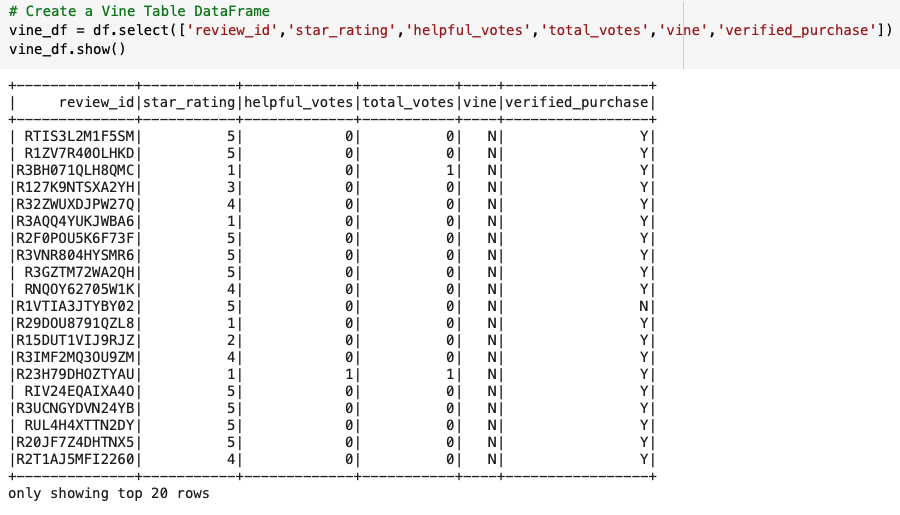 # Create a Vine Table DataFrame
vine_df = df.select(['review_id','star_rating','helpful_votes','total_votes','vine','verified_purchase'])
vine_df.show()
+--------------+-----------+-------------+-----------+----+-----------------+
|     review_id|star_rating|helpful_votes|total_votes|vine|verified_purchase|
+--------------+-----------+-------------+-----------+----+-----------------+
| RTIS3L2M1F5SM|          5|            0|          0|   N|                Y|
| R1ZV7R40OLHKD|          5|            0|          0|   N|                Y|
|R3BH071QLH8QMC|          1|            0|          1|   N|                Y|
|R127K9NTSXA2YH|          3|            0|          0|   N|                Y|
|R32ZWUXDJPW27Q|          4|            0|          0|   N|                Y|
|R3AQQ4YUKJWBA6|          1|            0|          0|   N|                Y|
|R2F0POU5K6F73F|          5|            0|          0|   N|                Y|
|R3VNR804HYSMR6|          5|            0|          0|   N|                Y|
| R3GZTM72WA2QH|          5|            0|          0|   N|                Y|
| RNQOY62705W1K|          4|            0|          0|   N|                Y|
|R1VTIA3JTYBY02|          5|            0|          0|   N|                N|
|R29DOU8791QZL8|          1|            0|          0|   N|                Y|
|R15DUT1VIJ9RJZ|          2|            0|          0|   N|                Y|
|R3IMF2MQ3OU9ZM|          4|            0|          0|   N|                Y|
|R23H79DHOZTYAU|          1|            1|          1|   N|                Y|
| RIV24EQAIXA4O|          5|            0|          0|   N|                Y|
|R3UCNGYDVN24YB|          5|            0|          0|   N|                Y|
| RUL4H4XTTN2DY|          5|            0|          0|   N|                Y|
|R20JF7Z4DHTNX5|          5|            0|          0|   N|                Y|
|R2T1AJ5MFI2260|          4|            0|          0|   N|                Y|
+--------------+-----------+-------------+-----------+----+-----------------+
only showing top 20 rows